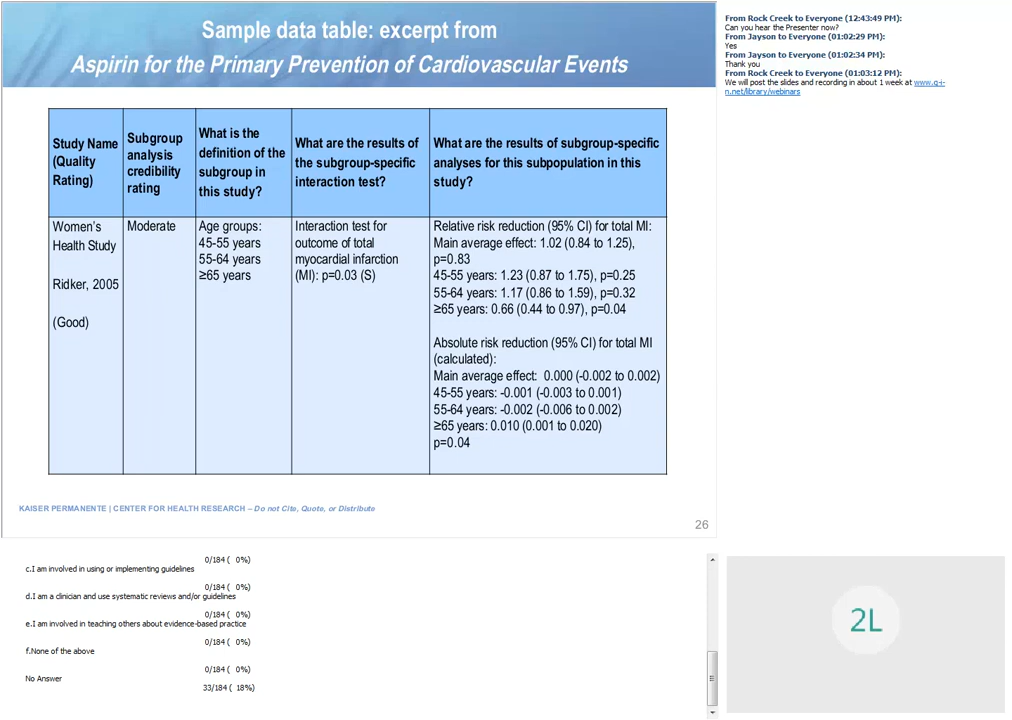 Sample data table: excerpt from
Aspirin for the Primary Prevention of Cardiovascular Events
Study Name
(Quality
Rating)
Subgroup
analysis
credibility
rating
What is the
definition of the
subgroup in
this study?
What are the results of
the subgroup-specific
interaction test?
What are the results of subgroup-specific
analyses for this subpopulation in this
study?
Women's
Health Study
Ridker, 2005
(Good)
Moderate
Age groups:
45-55 years
55-64 years
≥65 years
Interaction test for
outcome of total
myocardial infarction
(MI): p=0.03 (S)
Relative risk reduction (95% CI) for total MI:
Main average effect: 1.02 (0.84 to 1.25),
p=0.83
45-55 years: 1.23 (0.87 to 1.75), p=0.25
55-64 years: 1.17 (0.86 to 1.59), p=0.32
≥65 years: 0.66 (0.44 to 0.97), p=0.04
Absolute risk reduction (95% CI) for total MI
(calculated):
Main average effect: 0.000 (-0.002 to 0.002)
45-55 years: -0.001 (-0.003 to 0.001)
55-64 years: -0.002 (-0.006 to 0.002)
≥65 years: 0.010 (0.001 to 0.020)
p=0.04
KAISER PERMANENTE | CENTER FOR HEALTH RESEARCH – Do not Cite, Quote, or Distribute
26
From Rock Creek to Everyone (12:43:49 PM):
Can you hear the Presenter now?
From Jayson to Everyone (01:02:29 PM):
Yes
From Jayson to Everyone (01:02:34 PM):
Thank you
From Rock Creek to Everyone (01:03:12 PM):
We will post the slides and recording in about 1 week at www.g-i-
n.net/library/webinars
0/184 ( 0%)
c.I am involved in using or implementing guidelines
0/184 ( 0%)
d.I am a clinician and use systematic reviews and/or guidelines
0/184 ( 0%)
e.I am involved in teaching others about evidence-based practice
0/184 ( 0%)
f.None of the above
0/184 ( 0%)
No Answer
33/184 ( 18%)
2L